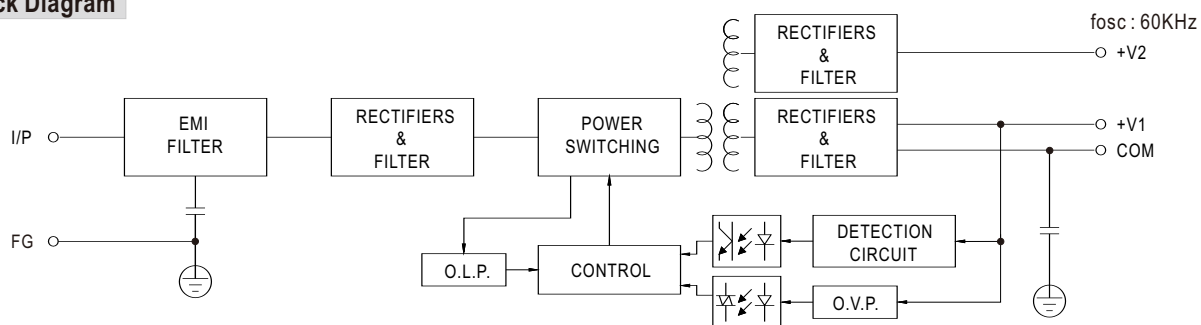 ck Diagram
fosc : 60KHz
RECTIFIERS
&
FILTER
+V2
I/P
EMI
FILTER
RECTIFIERS
&
FILTER
POWER
SWITCHING
RECTIFIERS
&
FILTER
+V1
COM
FG
O.L.P.
CONTROL
DETECTION
CIRCUIT
O.V.P.